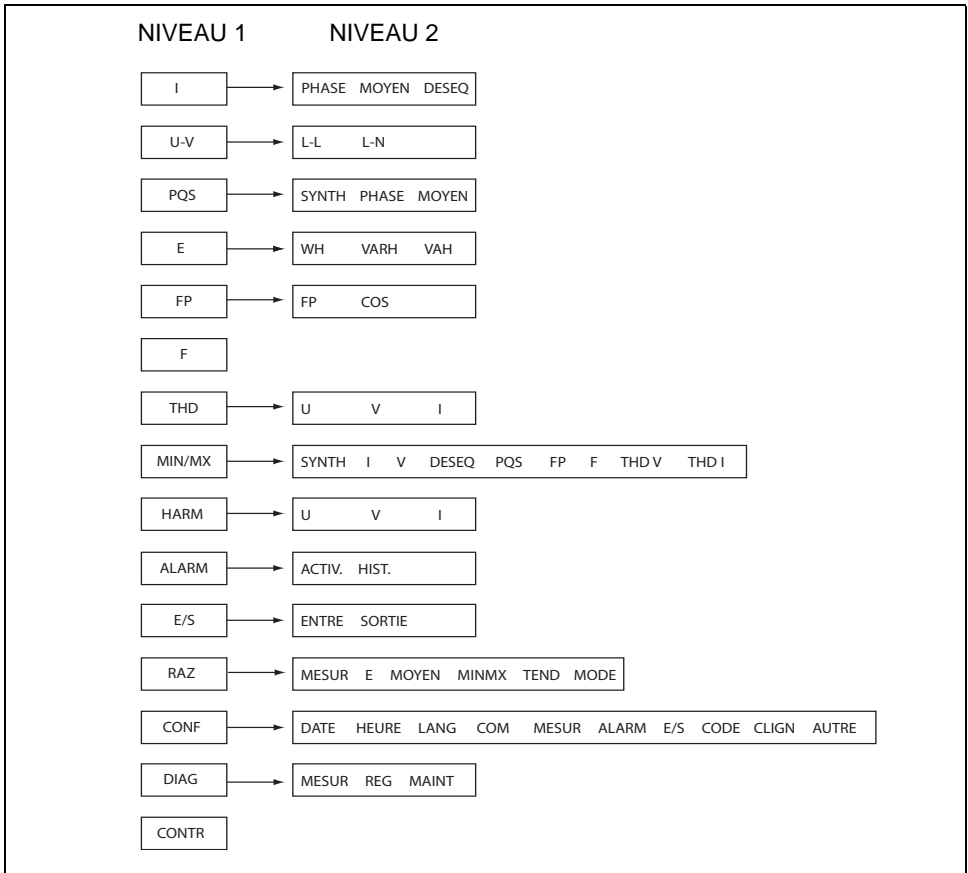 NIVEAU 1 NIVEAU 2
I PHASE MOYEN DESEQ
U-V L-L L-N
PQS SYNTH PHASE MOYEN
E WH VARH VAH
FP FP COS
F
THD U V I
MIN/MX SYNTH I V DESEQ PQS FP F THD V THD I
HARM U V I
ALARM ACTIV. HIST.
E/S ENTRE SORTIE
RAZ MESUR E MOYEN MINMX TEND MODE
CONF DATE HEURE LANG COM MESUR ALARM E/S CODE CLIGN AUTRE
DIAG MESUR REG MAINT
CONTR